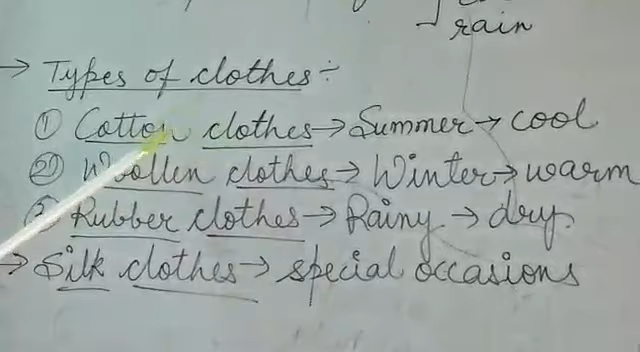 rain
→ Types of clothes ÷
① Cotton clothes → Summer → cool
② Woollen clothes → Winter → warm
③ Rubber clothes → Rainy → dry.
→ Silk clothes → special occasions